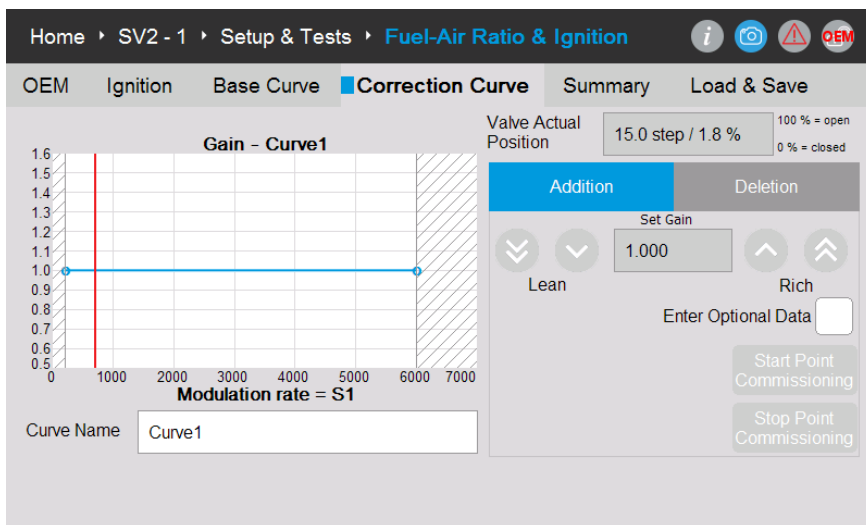 Home ‣ SV2 - 1 ‣ Setup & Tests ‣ Fuel-Air Ratio & Ignition
i
OEM
OEM Ignition Base Curve Correction Curve Summary Load & Save
Gain - Curve1
1.6
1.5
1.4
1.3
1.2
1.1
1.0
0.9
0.8
0.7
0.6
0.5
0 1000 2000 3000 4000 5000 6000 7000
Modulation rate = S1
Curve Name Curve1
Valve Actual
Position
15.0 step / 1.8 %
100 % = open
0 % = closed
Addition Deletion
Set Gain
1.000
Lean Rich
Enter Optional Data
Start Point
Commissioning
Stop Point
Commissioning